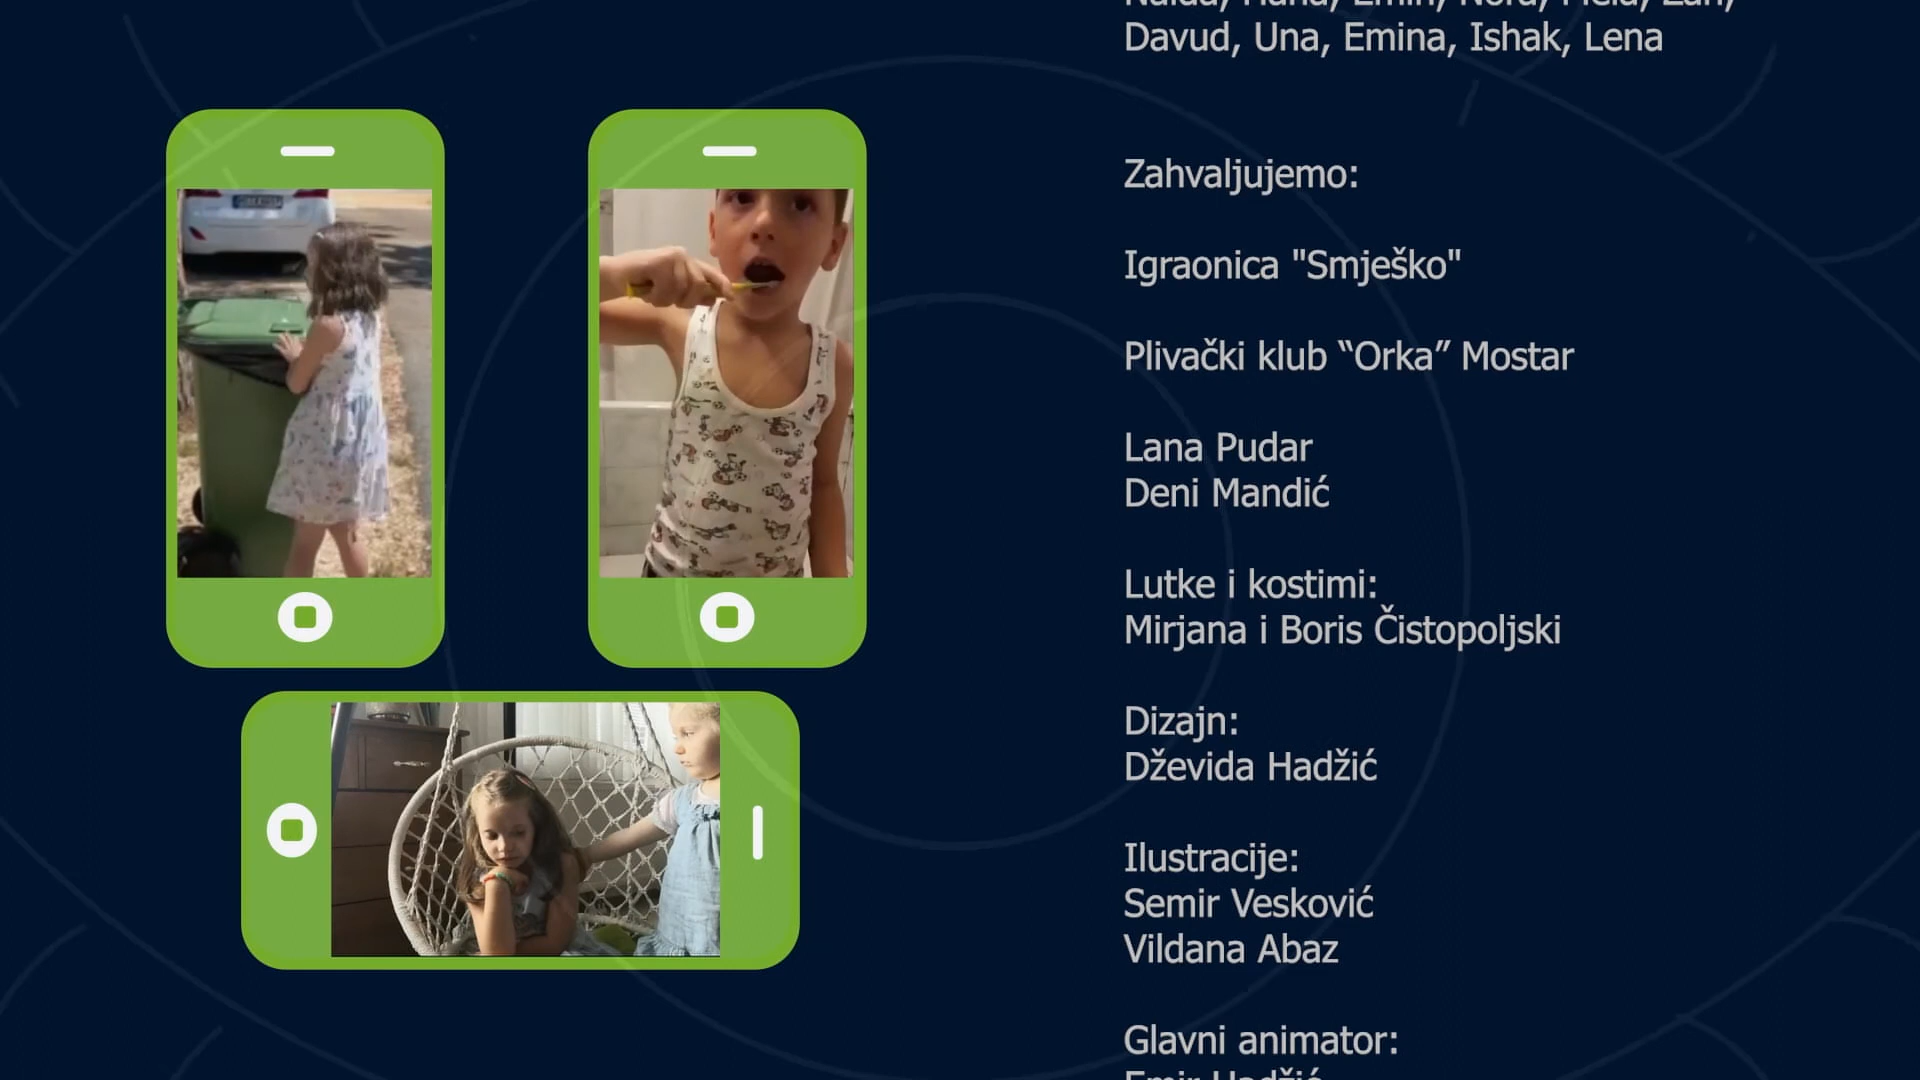 Davud, Una, Emina, Ishak, Lena
Zahvaljujemo:
Igraonica "Smješko"
Plivački klub “Orka” Mostar
Lana Pudar
Deni Mandić
Lutke i kostimi:
Mirjana i Boris Čistopoljski
Dizajn:
Dževida Hadžić
Ilustracije:
Semir Vesković
Vildana Abaz
Glavni animator: